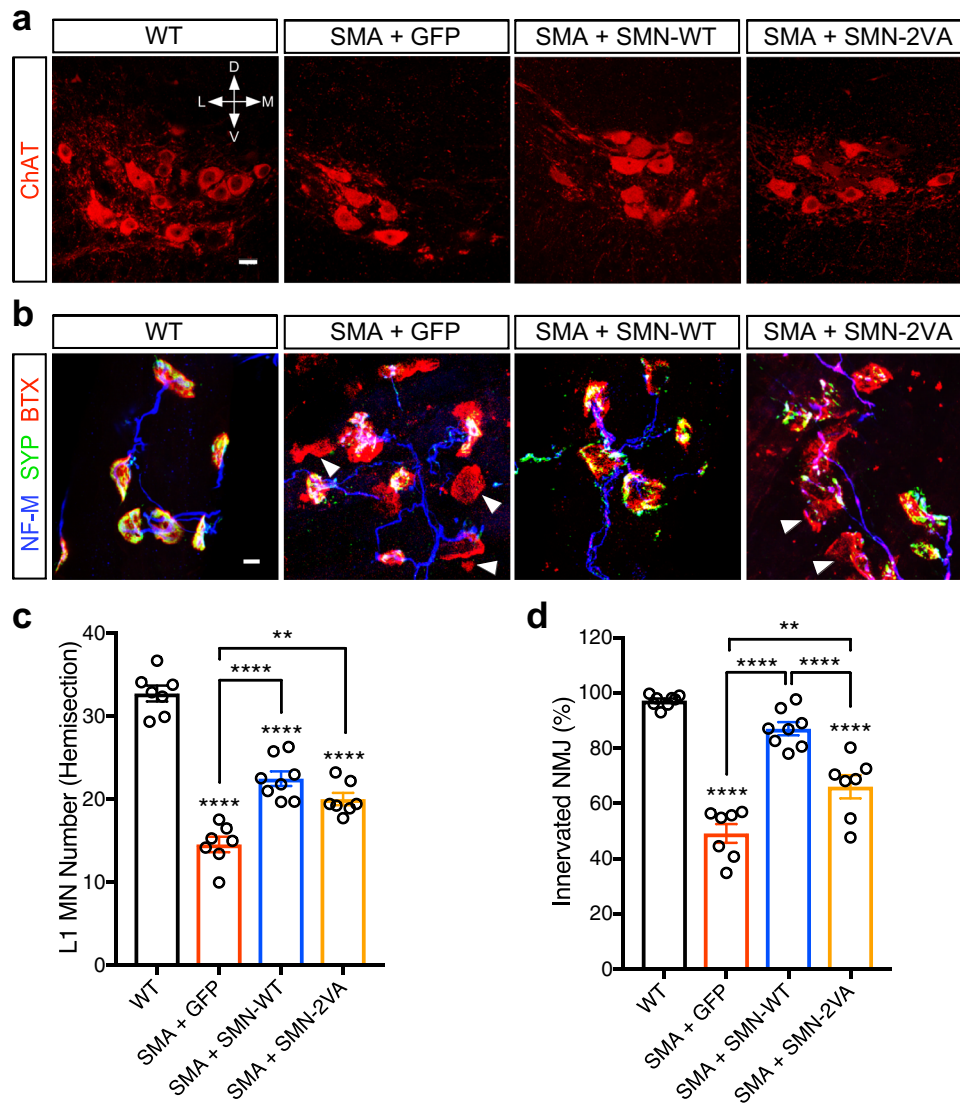 a
WT
SMA + GFP
SMA + SMN-WT
SMA + SMN-2VA
ChAT
D
L
M
V
b
WT
SMA + GFP
SMA + SMN-WT
SMA + SMN-2VA
NF-M SYP BTX
c
L1 MN Number (Hemisection)
40
30
20
10
0
**
****
****
****
****
WT
SMA + GFP
SMA + SMN-WT
SMA + SMN-2VA
d
Innervated NMJ (%)
120
100
80
60
40
20
0
**
****
****
****
****
WT
SMA + GFP
SMA + SMN-WT
SMA + SMN-2VA